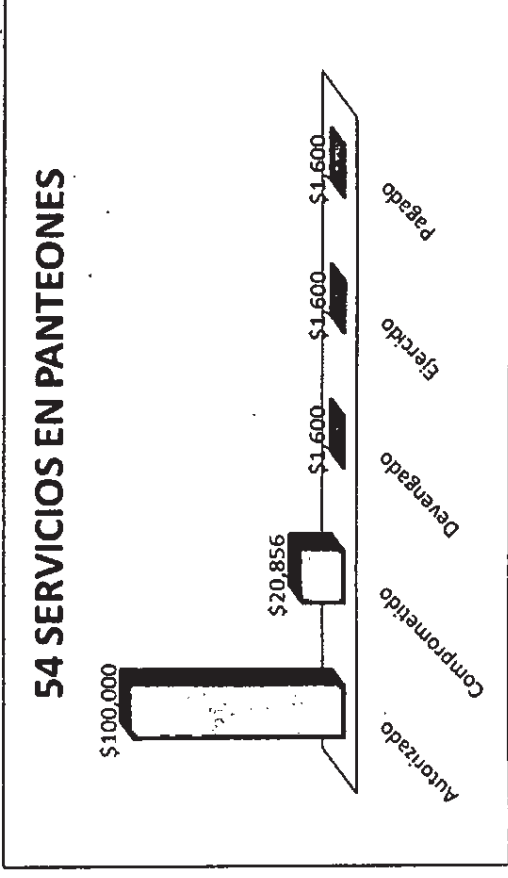 54 SERVICIOS EN PANTEONES
$100,000
$20,856
$1,600
$1,600
$1,600
Autorizado
Comprometido
Devengado
Ejercido
Pagado